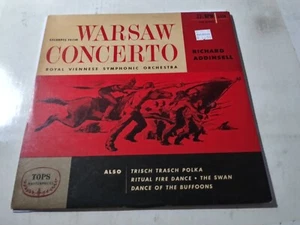 EXCERPTS FROM
WARSAW
CONCERTO
RICHARD
ADDINSELL
ROYAL VIENNESE SYMPHONIC ORCHESTRA
ALSO
TRISCH TRASCH POLKA
RITUAL FIRE DANCE • THE SWAN
DANCE OF THE BUFFOONS
TOPS
MASTERPIECES